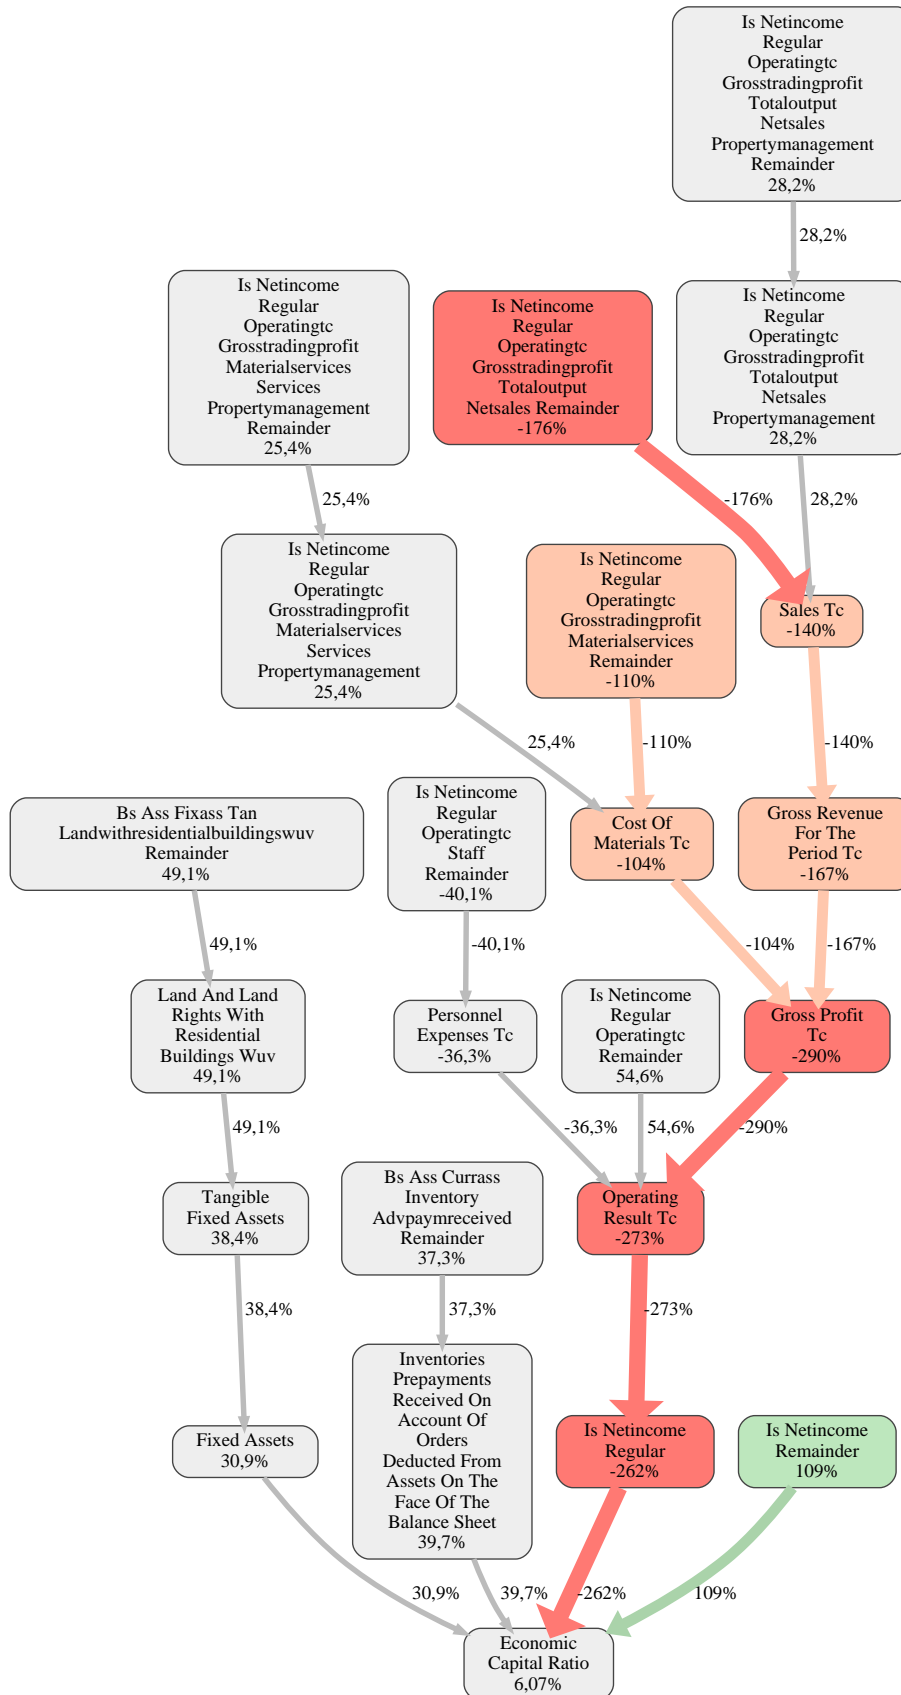 Is Netincome
Regular
Operatingtc
Grosstradingprofit
Totaloutput
Netsales
Propertymanagement
Remainder
28,2%
28,2%
Is Netincome
Regular
Operatingtc
Grosstradingprofit
Materialservices
Services
Propertymanagement
Remainder
25,4%
Is Netincome
Regular
Operatingtc
Grosstradingprofit
Totaloutput
Netsales Remainder
-176%
Is Netincome
Regular
Operatingtc
Grosstradingprofit
Totaloutput
Netsales
Propertymanagement
28,2%
25,4%
-176%
28,2%
Is Netincome
Regular
Operatingtc
Grosstradingprofit
Materialservices
Services
Propertymanagement
25,4%
Is Netincome
Regular
Operatingtc
Grosstradingprofit
Materialservices
Remainder
-110%
Sales Tc
-140%
25,4%
-110%
-140%
Bs Ass Fixass Tan
Landwithresidentialbuildingswuv
Remainder
49,1%
Is Netincome
Regular
Operatingtc
Staff
Remainder
-40,1%
Cost Of
Materials Tc
-104%
Gross Revenue
For The
Period Tc
-167%
49,1%
-40,1%
-104%
-167%
Land And Land
Rights With
Residential
Buildings Wuv
49,1%
Personnel
Expenses Tc
-36,3%
Is Netincome
Regular
Operatingtc
Remainder
54,6%
Gross Profit
Tc
-290%
49,1%
-36,3%
54,6%
-290%
Tangible
Fixed Assets
38,4%
Bs Ass Currass
Inventory
Advpaymreceived
Remainder
37,3%
Operating
Result Tc
-273%
38,4%
37,3%
-273%
Fixed Assets
30,9%
Inventories
Prepayments
Received On
Account Of
Orders
Deducted From
Assets On The
Face Of The
Balance Sheet
39,7%
Is Netincome
Regular
-262%
Is Netincome
Remainder
109%
30,9%
39,7%
-262%
109%
Economic
Capital Ratio
6,07%